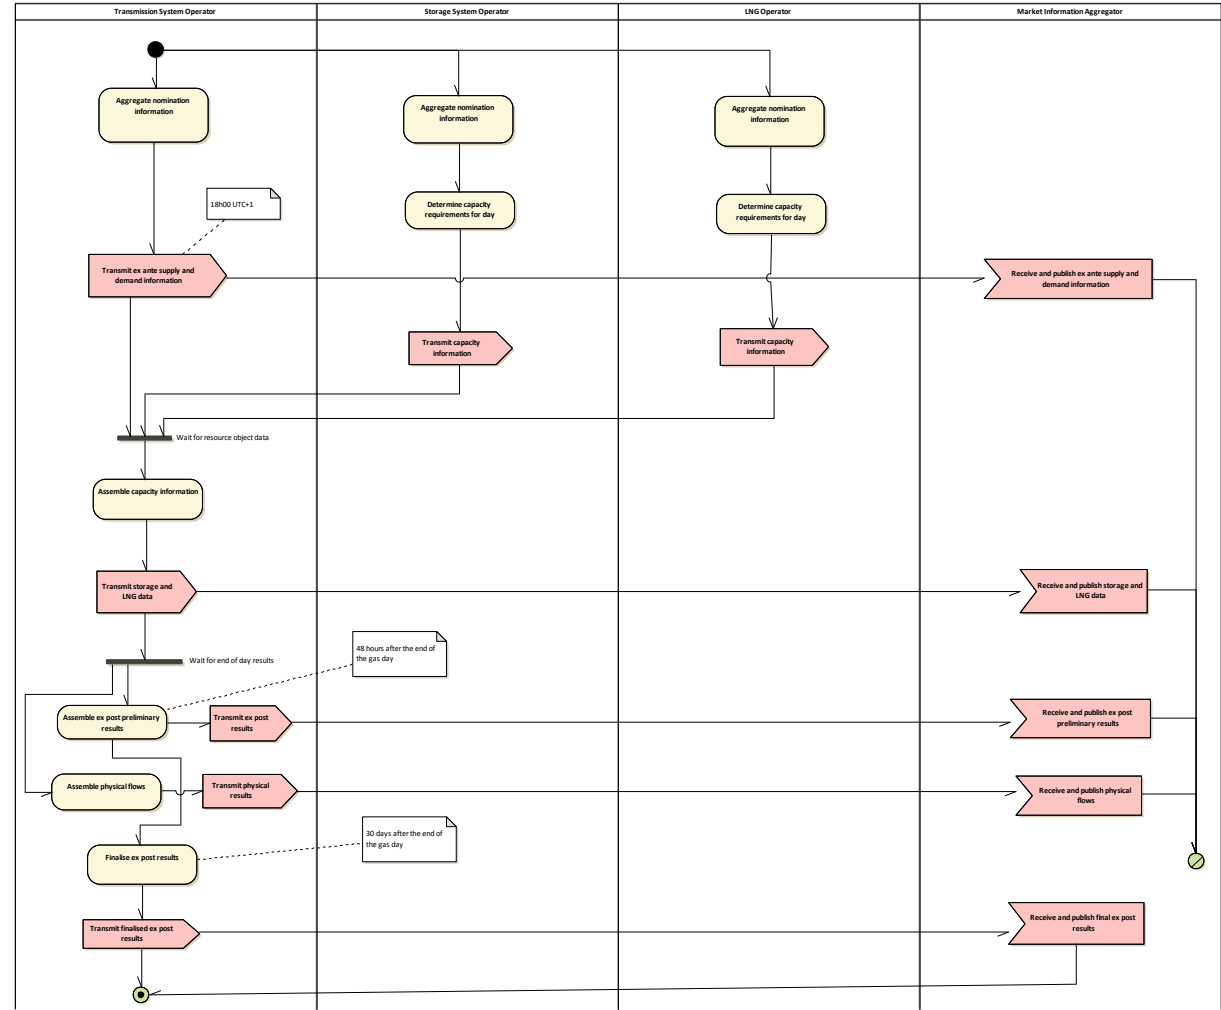 Transmission System Operator
Storage System Operator
LNG Operator
Market Information Aggregator
Aggregate nomination
information
Aggregate nomination
information
Aggregate nomination
information
18h00 UTC+1
Determine capacity
requirements for day
Determine capacity
requirements for day
Transmit ex ante supply and
demand information
Receive and publish ex ante supply and
demand information
Transmit capacity
information
Transmit capacity
information
Wait for resource object data
Assemble capacity information
Transmit storage and
LNG data
Receive and publish storage and
LNG data
Wait for end of day results
48 hours after the end of
the gas day
Assemble ex post preliminary
results
Transmit ex post
results
Receive and publish ex post
preliminary results
Assemble physical flows
Transmit physical
results
Receive and publish physical
flows
30 days after the end of
the gas day
Finalise ex post results
Transmit finalised ex post
results
Receive and publish final ex post
results